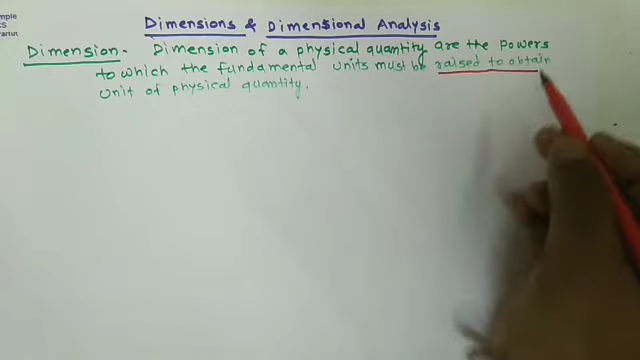 Dimensions & Dimensional Analysis
Dimension- Dimension of a physical quantity are the powers
to which the fundamental units must be raised to obtain
unit of physical quantity.